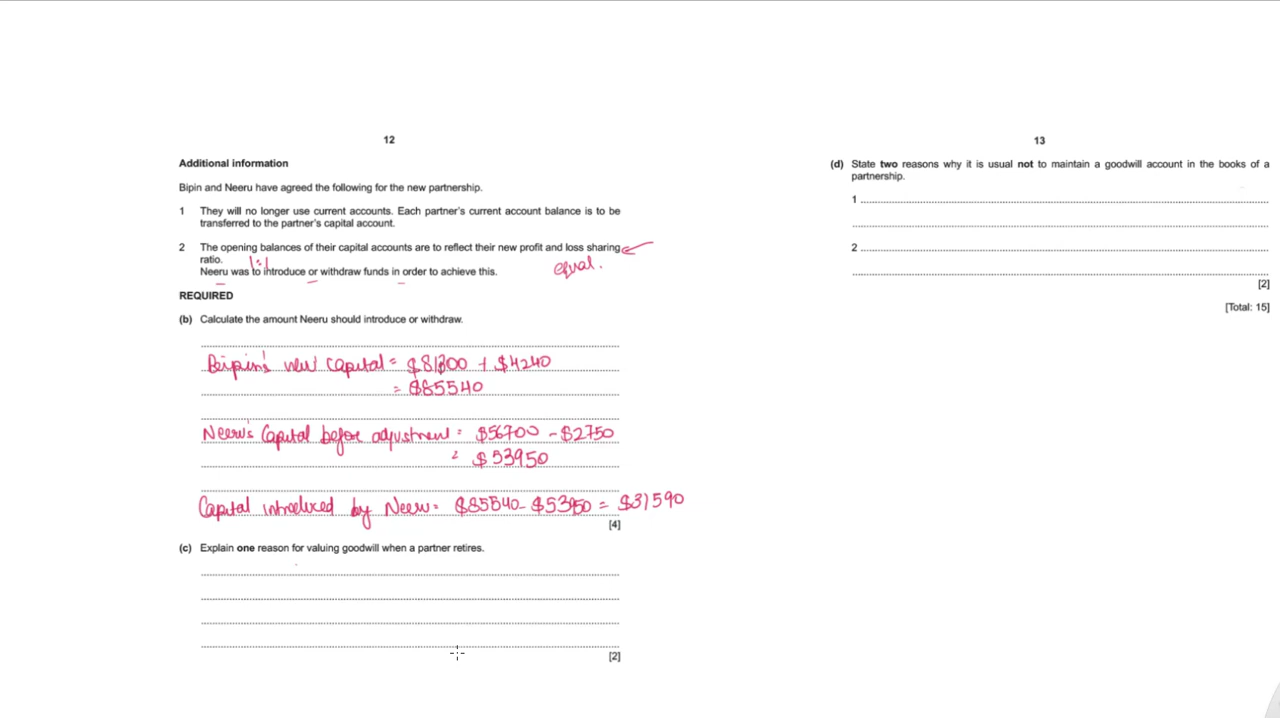 12
Additional information
Bipin and Neeru have agreed the following for the new partnership.
1 They will no longer use current accounts. Each partner's current account balance is to be
transferred to the partner's capital account.
2 The opening balances of their capital accounts are to reflect their new profit and loss sharing
ratio. 1:1
Neeru was to introduce or withdraw funds in order to achieve this. equal.
REQUIRED
(b) Calculate the amount Neeru should introduce or withdraw.
Beipin's new capital = $81300 + $4240
= $85540
Neeru's Capital before adjustment = $56700 - $2750
= $53950
Capital introduced by Neeru = $85540 - $53950 = $31590
[4]
(c) Explain one reason for valuing goodwill when a partner retires.
[2]
13
(d) State two reasons why it is usual not to maintain a goodwill account in the books of a
partnership.
1
2
[2]
[Total: 15]